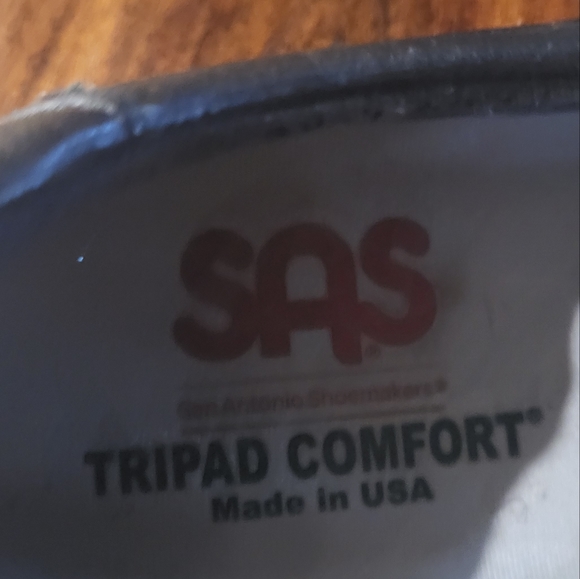 SAS®
San Antonio Shoemakers®
TRIPAD COMFORT®
Made in USA